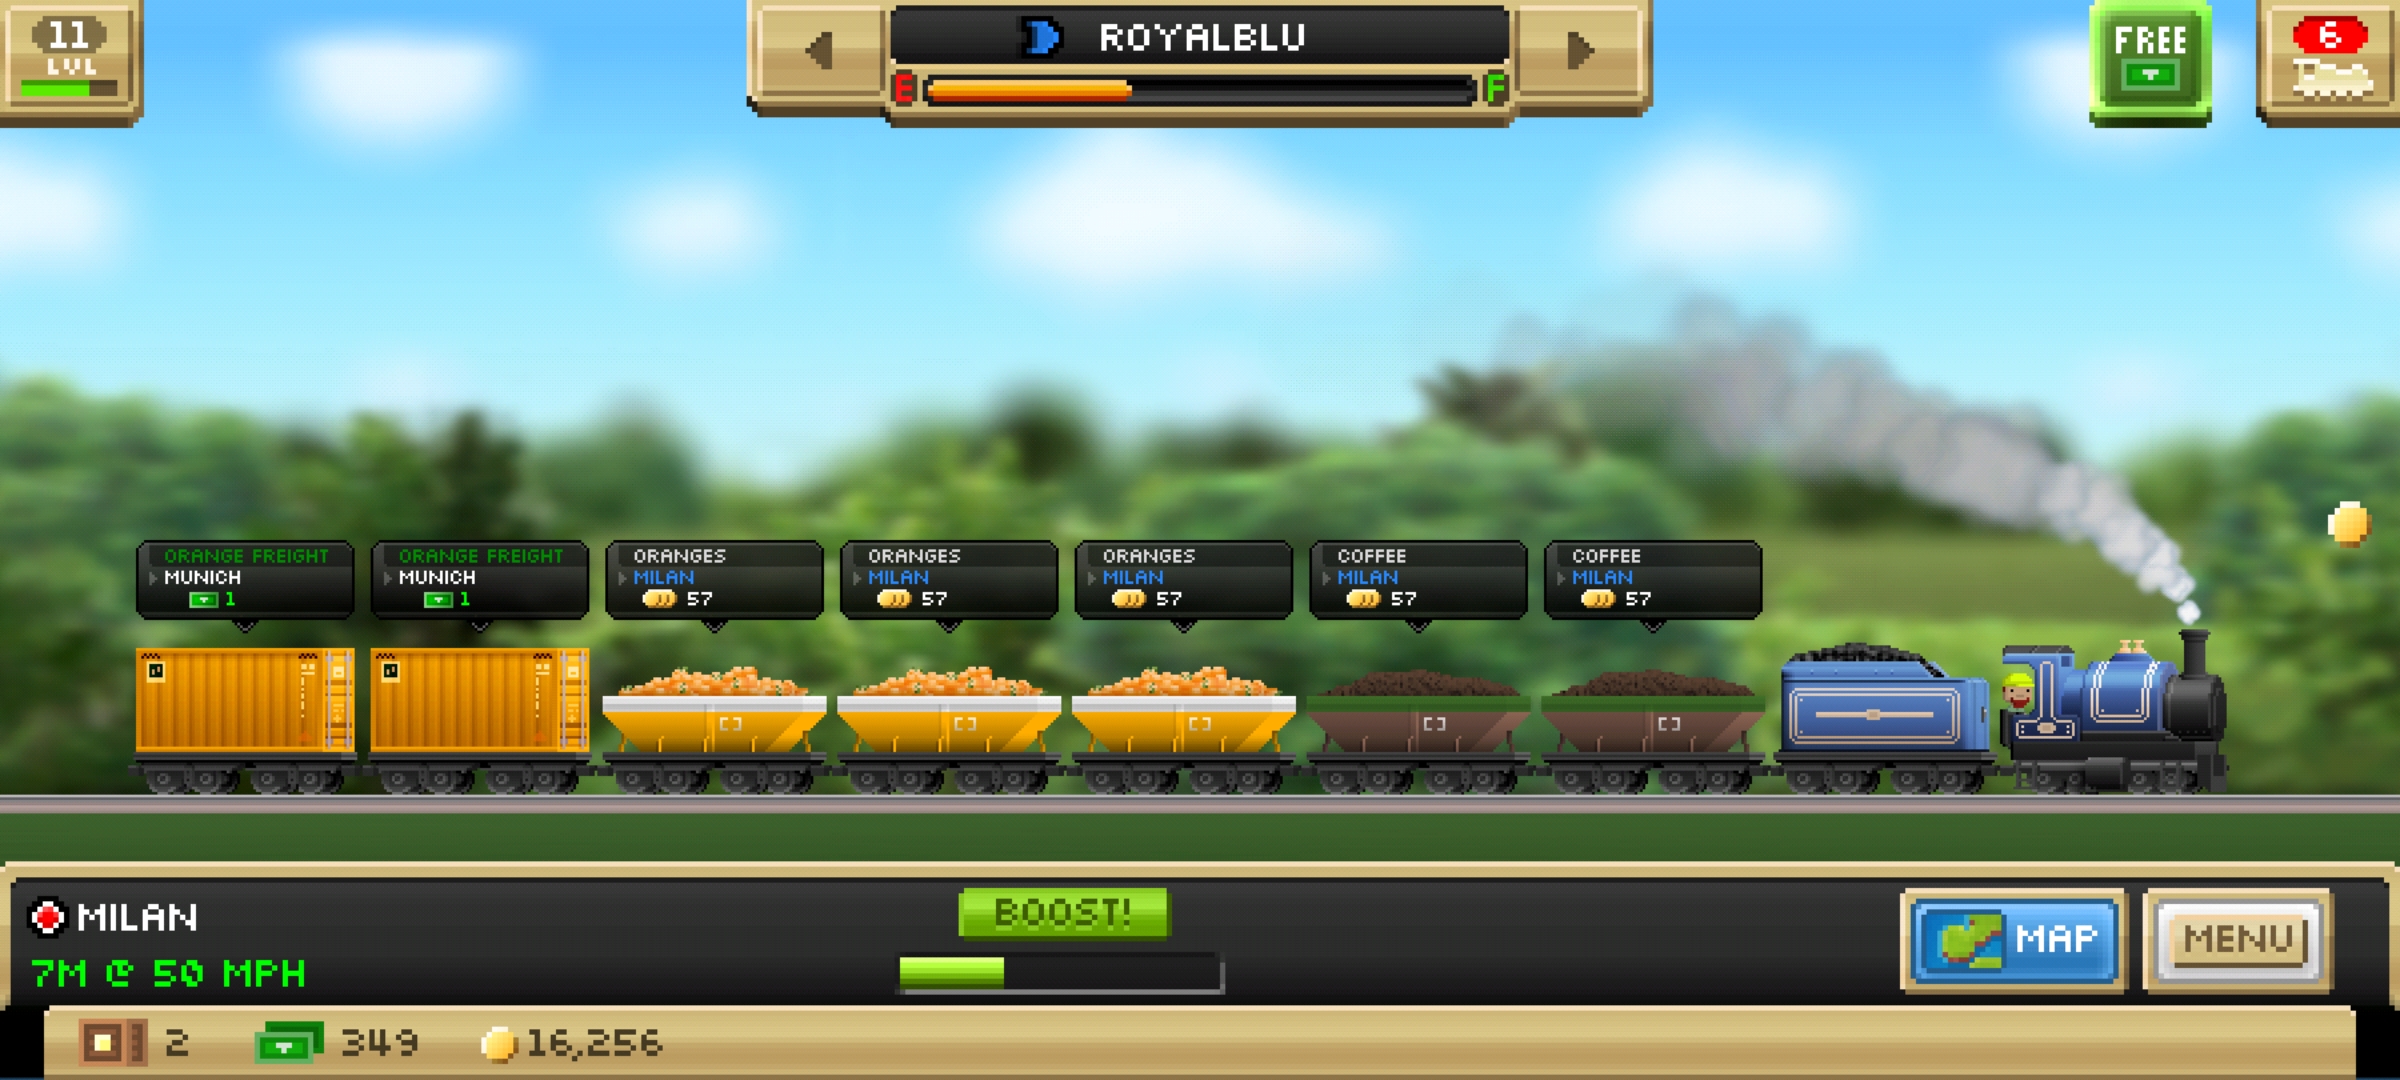 11
LVL
ROYALBLU
E
F
FREE
6
ORANGE FREIGHT
MUNICH
1
ORANGE FREIGHT
MUNICH
1
ORANGES
MILAN
57
ORANGES
MILAN
57
ORANGES
MILAN
57
COFFEE
MILAN
57
COFFEE
MILAN
57
MILAN
7M @ 50 MPH
BOOST!
MAP
MENU
2
349
16,256